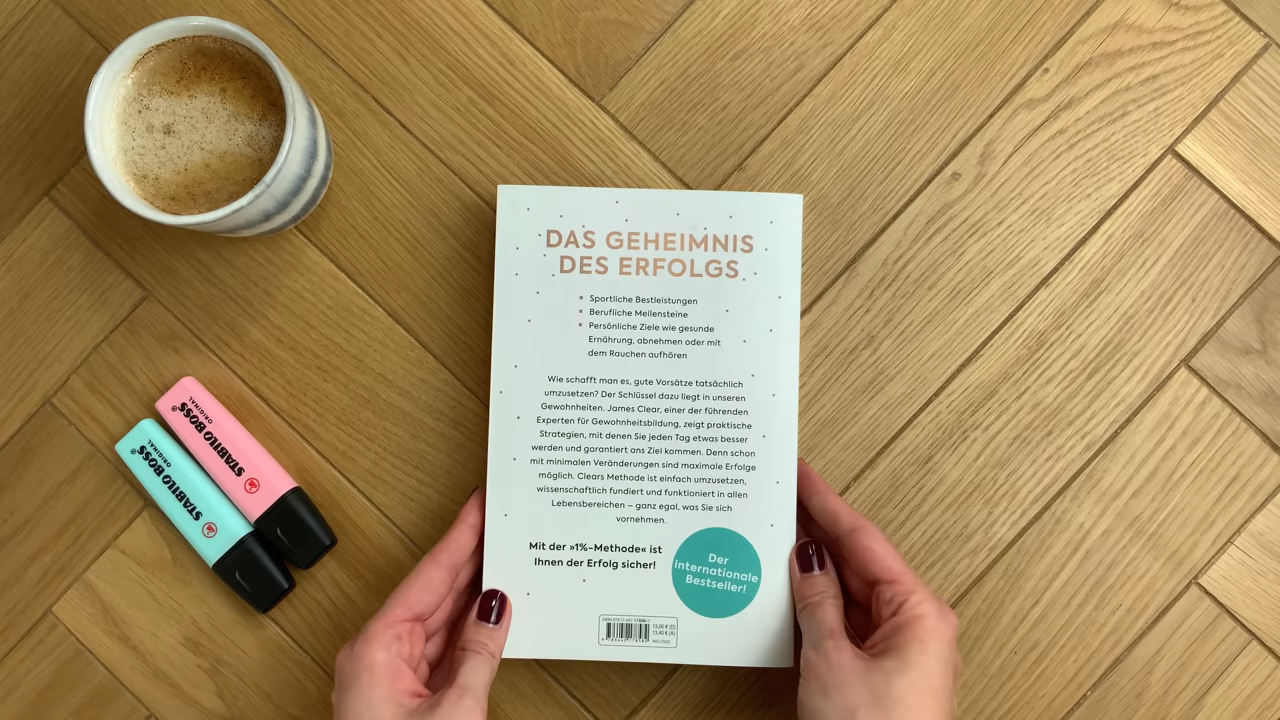 DAS GEHEIMNIS
DES ERFOLGS
Sportliche Bestleistungen
Berufliche Meilensteine
Persönliche Ziele wie gesunde
Ernährung, abnehmen oder mit
dem Rauchen aufhören
Wie schafft man es, gute Vorsätze tatsächlich
umzusetzen? Der Schlüssel dazu liegt in unseren
Gewohnheiten. James Clear, einer der führenden
Experten für Gewohnheitsbildung, zeigt praktische
Strategien, mit denen Sie jeden Tag etwas besser
werden und garantiert ans Ziel kommen. Denn schon
mit minimalen Veränderungen sind maximale Erfolge
möglich. Clears Methode ist einfach umzusetzen,
wissenschaftlich fundiert und funktioniert in allen
Lebensbereichen – ganz egal, was Sie sich
vornehmen.
Mit der »1%-Methode« ist
Ihnen der Erfolg sicher!
Der
Internationale
Bestseller!
13,00 € (D)
13,40 € (A)
STABILO BOSS®
ORIGINAL
STABILO BOSS®
ORIGINAL